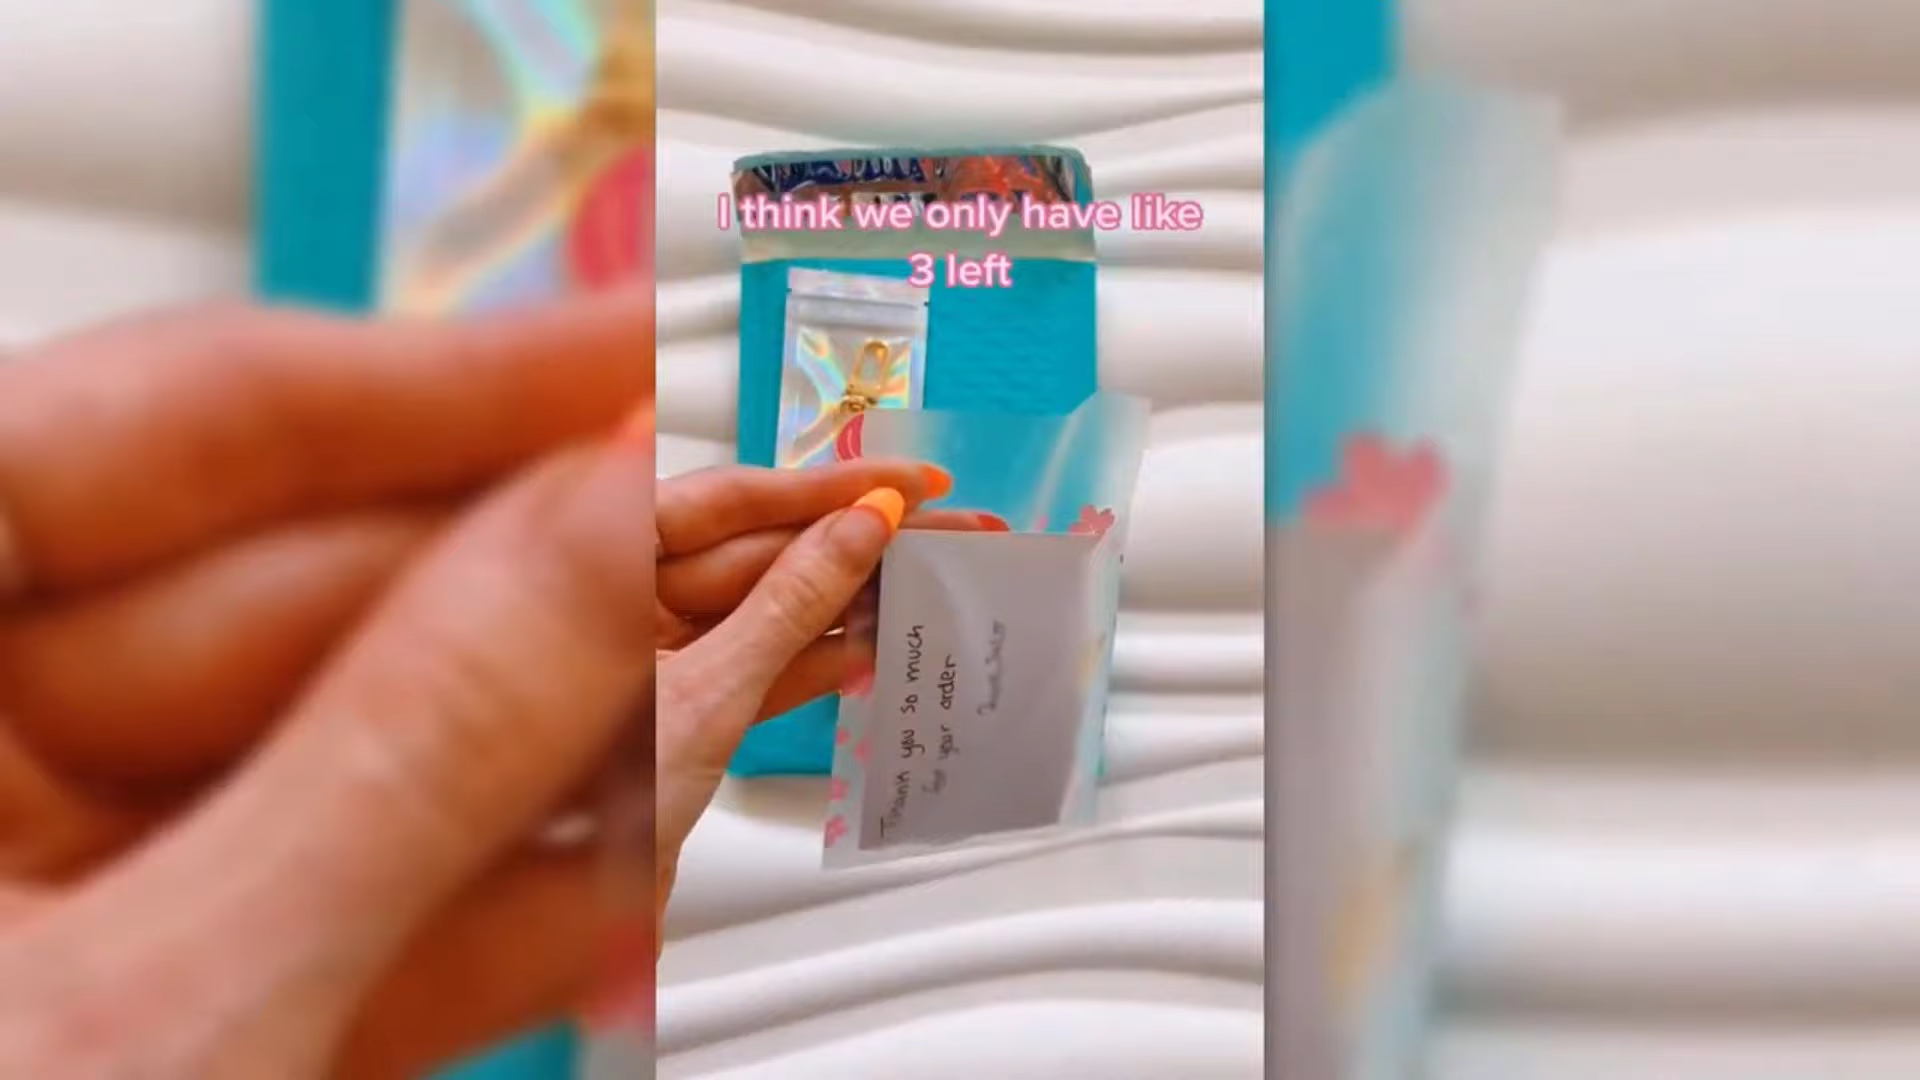 I think we only have like
3 left
Thank you so much
for your order